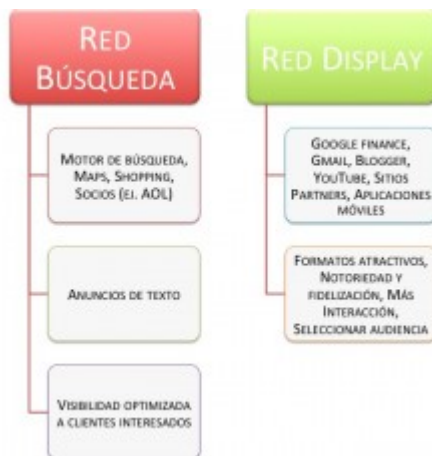 RED
BÚSQUEDA
MOTOR DE BÚSQUEDA,
MAPS, SHOPPING,
SOCIOS (EJ. AOL)
ANUNCIOS DE TEXTO
VISIBILIDAD OPTIMIZADA
A CLIENTES INTERESADOS
RED DISPLAY
GOOGLE FINANCE,
GMAIL, BLOGGER,
YOUTUBE, SITIOS
PARTNERS, APLICACIONES
MÓVILES
FORMATOS ATRACTIVOS,
NOTORIEDAD Y
FIDELIZACIÓN, MÁS
INTERACCIÓN,
SELECCIONAR AUDIENCIA